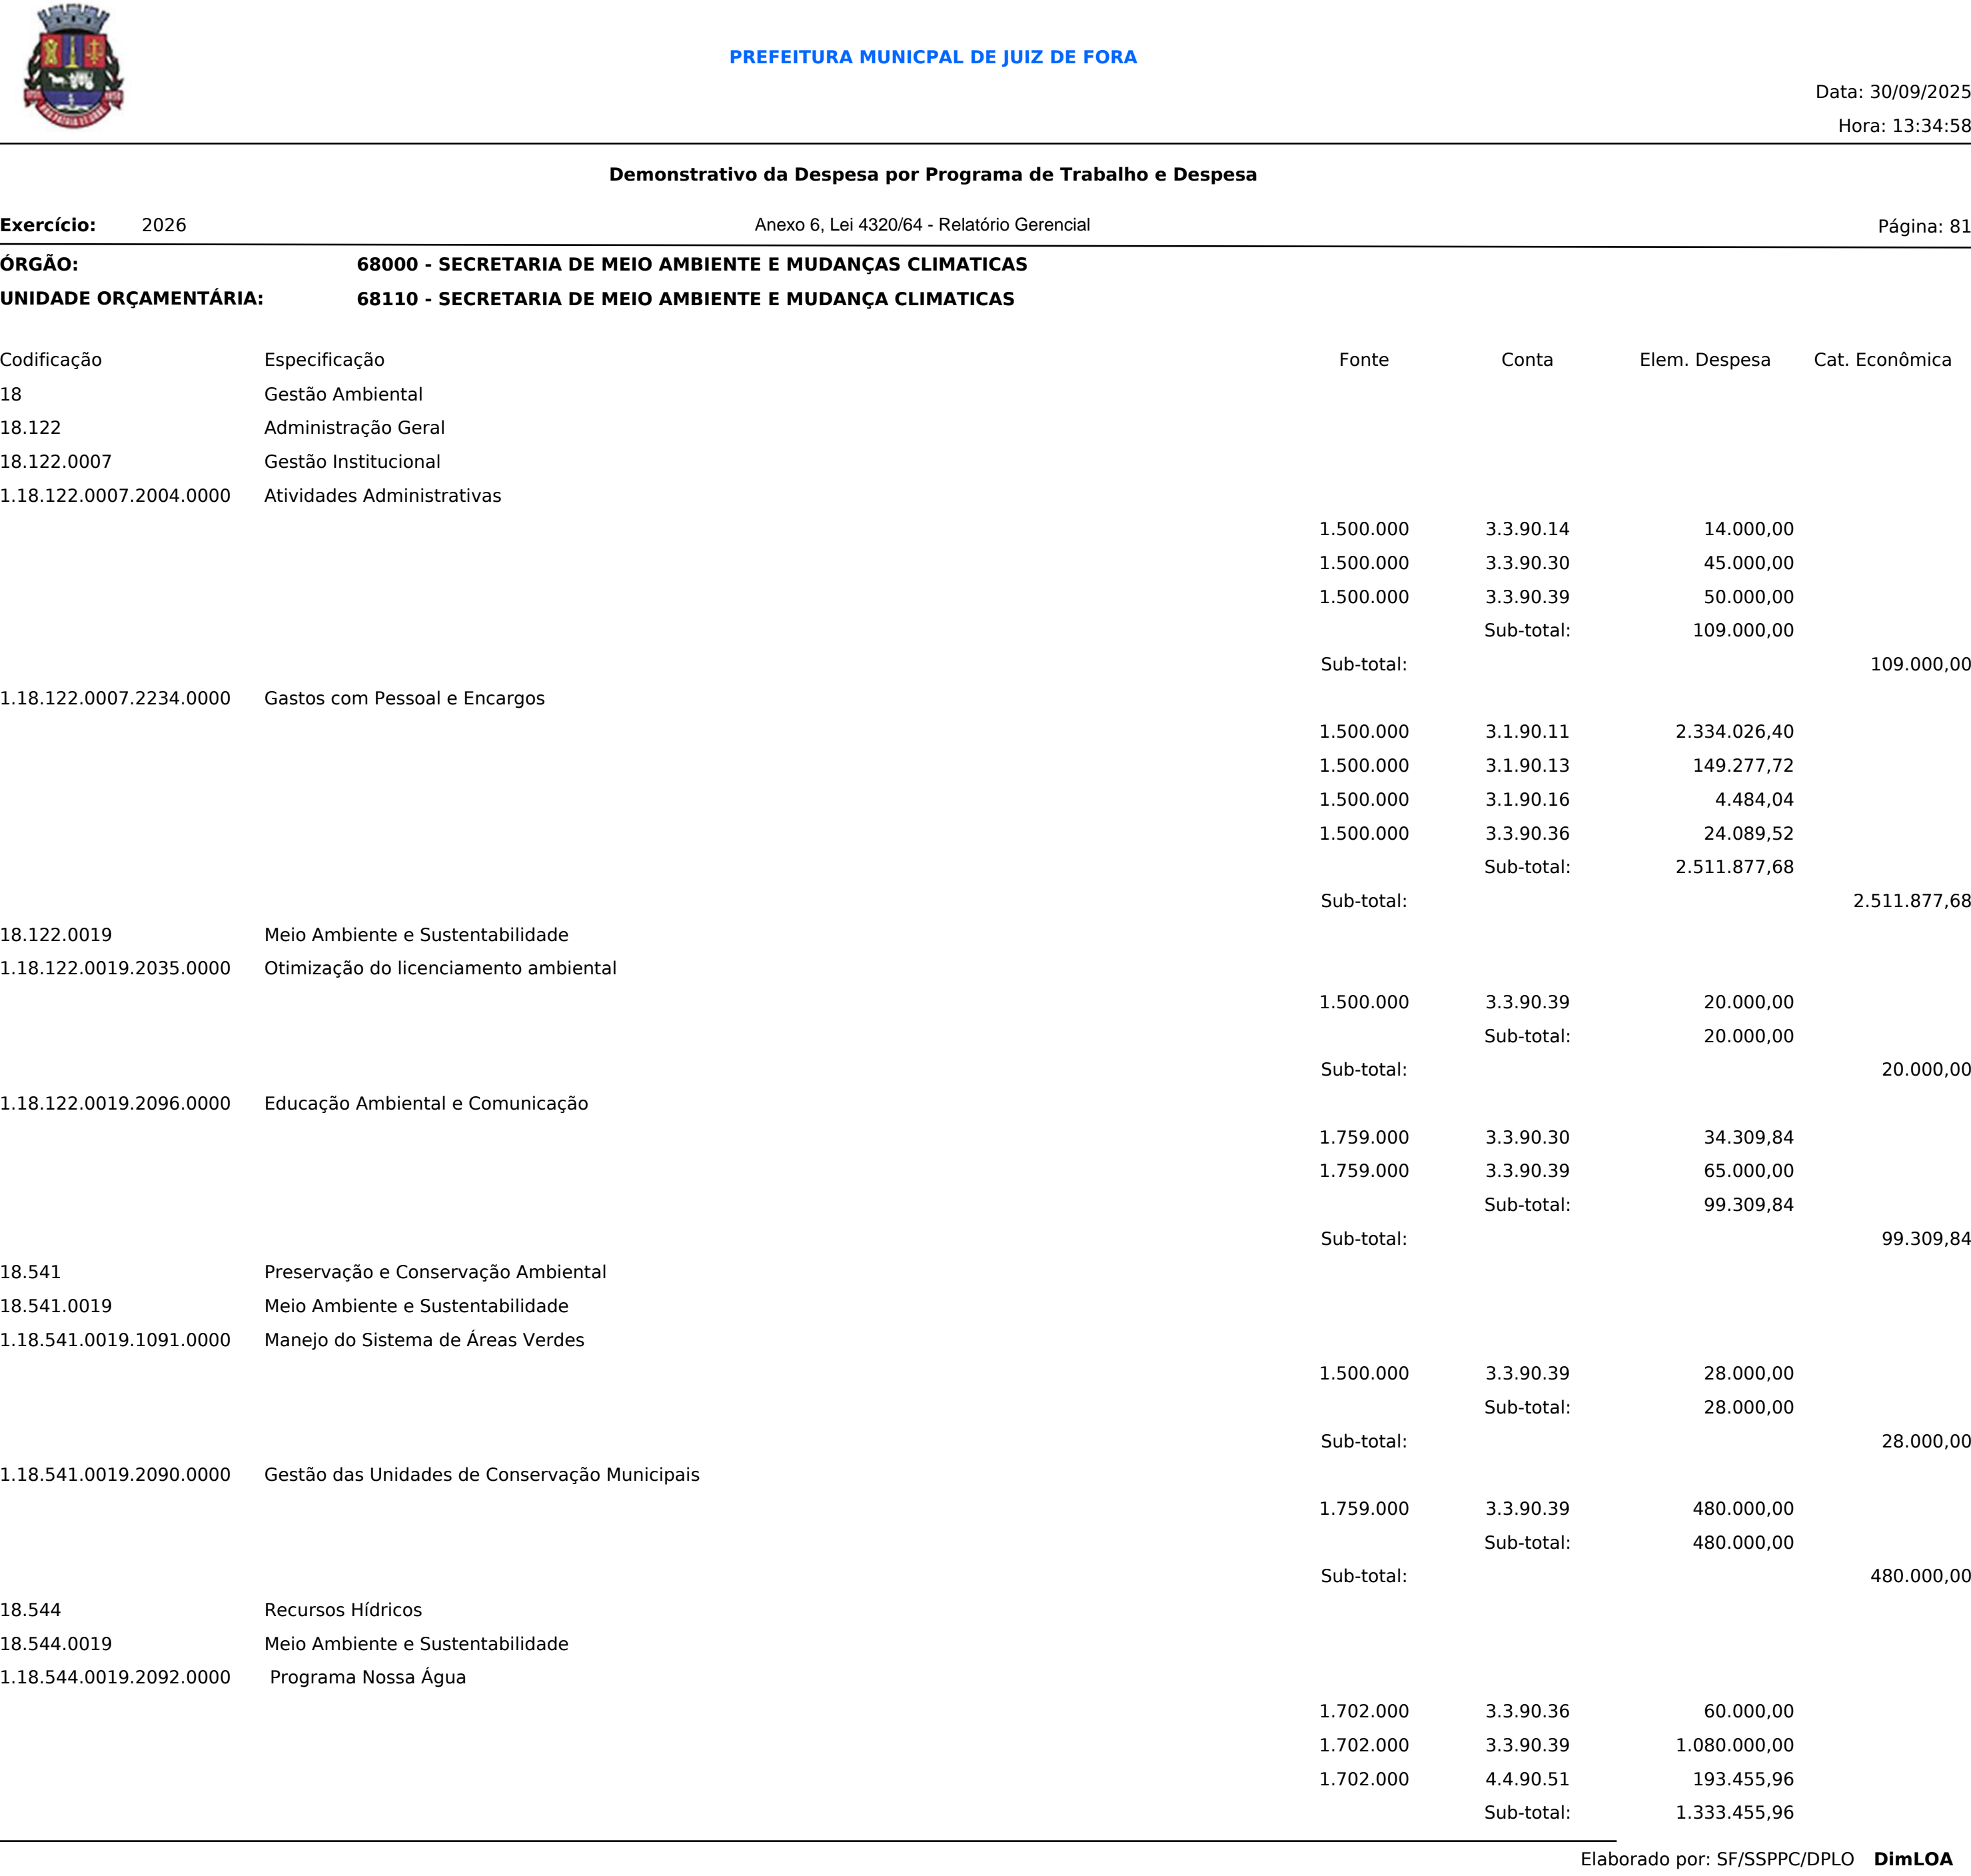 PREFEITURA MUNICPAL DE JUIZ DE FORA
Data: 30/09/2025
Hora: 13:34:58
Demonstrativo da Despesa por Programa de Trabalho e Despesa
Exercício: 2026 Anexo 6, Lei 4320/64 - Relatório Gerencial Página: 81
ÓRGÃO: 68000 - SECRETARIA DE MEIO AMBIENTE E MUDANÇAS CLIMATICAS
UNIDADE ORÇAMENTÁRIA: 68110 - SECRETARIA DE MEIO AMBIENTE E MUDANÇA CLIMATICAS
Codificação Especificação Fonte Conta Elem. Despesa Cat. Econômica
18 Gestão Ambiental
18.122 Administração Geral
18.122.0007 Gestão Institucional
1.18.122.0007.2004.0000 Atividades Administrativas
1.500.000 3.3.90.14 14.000,00
1.500.000 3.3.90.30 45.000,00
1.500.000 3.3.90.39 50.000,00
Sub-total: 109.000,00
Sub-total: 109.000,00
1.18.122.0007.2234.0000 Gastos com Pessoal e Encargos
1.500.000 3.1.90.11 2.334.026,40
1.500.000 3.1.90.13 149.277,72
1.500.000 3.1.90.16 4.484,04
1.500.000 3.3.90.36 24.089,52
Sub-total: 2.511.877,68
Sub-total: 2.511.877,68
18.122.0019 Meio Ambiente e Sustentabilidade
1.18.122.0019.2035.0000 Otimização do licenciamento ambiental
1.500.000 3.3.90.39 20.000,00
Sub-total: 20.000,00
Sub-total: 20.000,00
1.18.122.0019.2096.0000 Educação Ambiental e Comunicação
1.759.000 3.3.90.30 34.309,84
1.759.000 3.3.90.39 65.000,00
Sub-total: 99.309,84
Sub-total: 99.309,84
18.541 Preservação e Conservação Ambiental
18.541.0019 Meio Ambiente e Sustentabilidade
1.18.541.0019.1091.0000 Manejo do Sistema de Áreas Verdes
1.500.000 3.3.90.39 28.000,00
Sub-total: 28.000,00
Sub-total: 28.000,00
1.18.541.0019.2090.0000 Gestão das Unidades de Conservação Municipais
1.759.000 3.3.90.39 480.000,00
Sub-total: 480.000,00
Sub-total: 480.000,00
18.544 Recursos Hídricos
18.544.0019 Meio Ambiente e Sustentabilidade
1.18.544.0019.2092.0000 Programa Nossa Água
1.702.000 3.3.90.36 60.000,00
1.702.000 3.3.90.39 1.080.000,00
1.702.000 4.4.90.51 193.455,96
Sub-total: 1.333.455,96
Elaborado por: SF/SSPPC/DPLO DimLOA